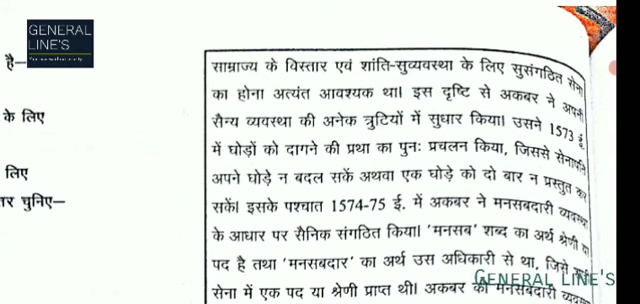 GENERAL
LINE'S
है—
के लिए
लिए
तर चुनिए—
साम्राज्य के विस्तार एवं शांति-सुव्यवस्था के लिए सुसंगठित सेना
का होना अत्यंत आवश्यक था। इस दृष्टि से अकबर ने अपनी
सैन्य व्यवस्था की अनेक त्रुटियों में सुधार किया। उसने 1573 ई.
में घोड़ों को दागने की प्रथा का पुनः प्रचलन किया, जिससे सेनापति
अपने घोड़े न बदल सकें अथवा एक घोड़े को दो बार न प्रस्तुत कर
सकें। इसके पश्चात 1574-75 ई. में अकबर ने मनसबदारी व्यवस्था
के आधार पर सैनिक संगठित किया। 'मनसब' शब्द का अर्थ श्रेणी या
पद है तथा 'मनसबदार' का अर्थ उस अधिकारी से था, जिसे
सेना में एक पद या श्रेणी प्राप्त थी। अकबर की मनसबदारी
GENERAL LINE'S